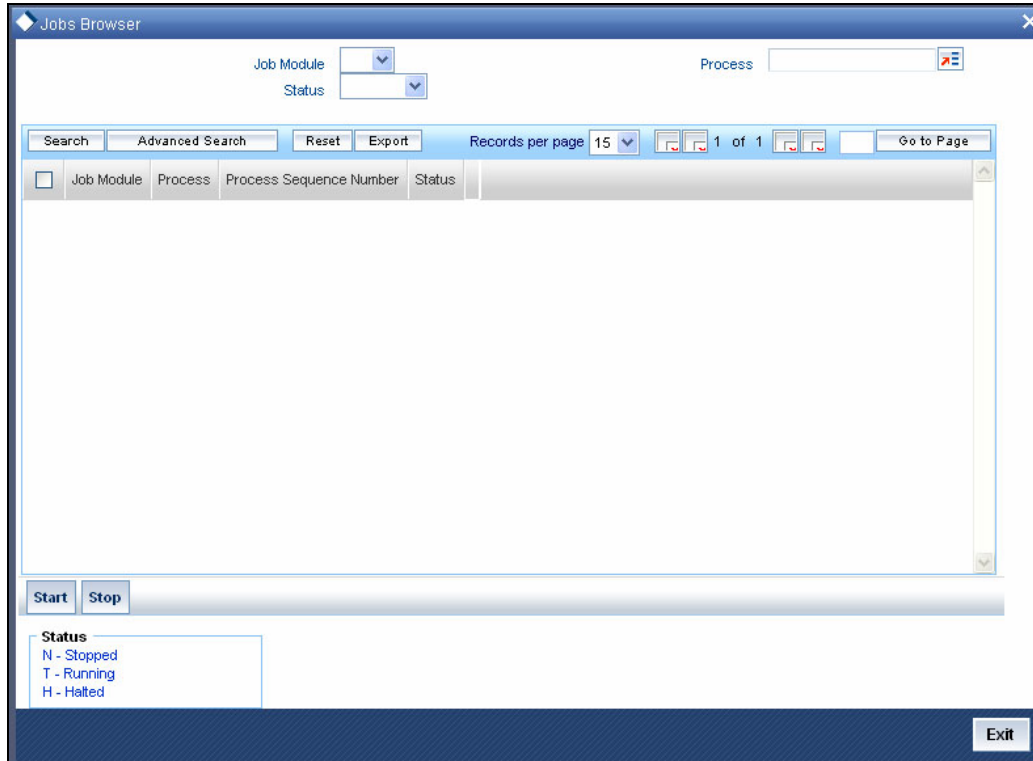 Jobs Browser
Job Module
Process
Status
Search Advanced Search Reset Export Records per page 15 1 of 1 Go to Page
Job Module Process Process Sequence Number Status
Start Stop
Status
N - Stopped
T - Running
H - Halted
Exit